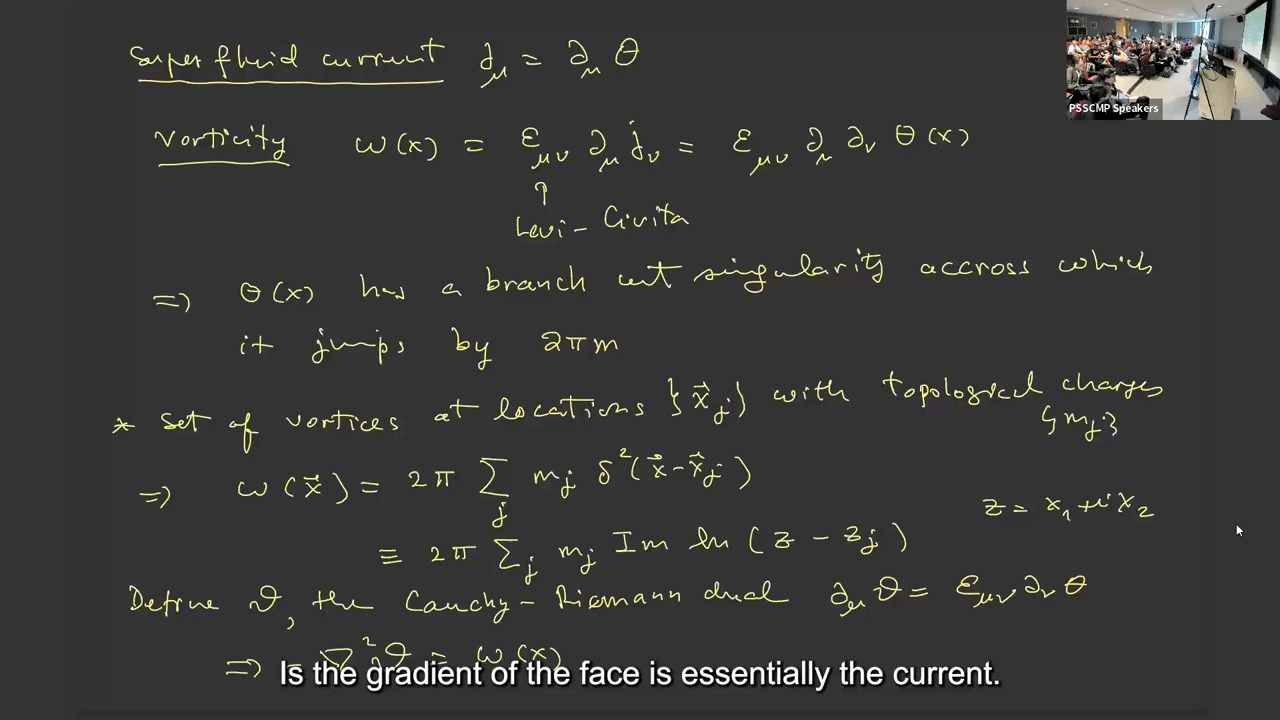 Superfluid current j_μ = ∂_μ θ
PSSCMP Speakers
Vorticity ω(x) = ε_μν ∂_μ j_ν = ε_μν ∂_μ ∂_ν θ(x)
↑
Levi-Civita
⇒ θ(x) has a branch cut singularity accross which
it jumps by 2πm
* Set of vortices at locations {x⃗_j} with topological charges
{m_j}
⇒ ω(x⃗) = 2π Σ_j m_j δ²(x⃗-x⃗_j)
z = x₁+ix₂
≡ 2π Σ_j m_j Im ln (z - z_j)
Define ϑ, the Cauchy-Riemann dual ∂_μ ϑ = ε_μν ∂_ν θ
⇒ -∇²ϑ = ω(x)
Is the gradient of the face is essentially the current.